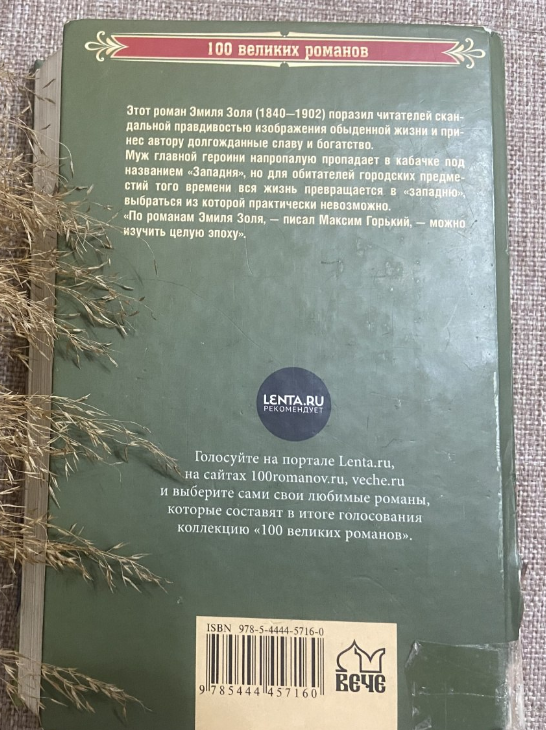 100 великих романов
Этот роман Эмиля Золя (1840—1902) поразил читателей скан-
дальной правдивостью изображения обыденной жизни и при-
нес автору долгожданные славу и богатство.
Муж главной героини напропалую пропадает в кабачке под
названием «Западня», но для обитателей городских предме-
стий того времени вся жизнь превращается в «западню»,
выбраться из которой практически невозможно.
«По романам Эмиля Золя, — писал Максим Горький, — можно
изучить целую эпоху».
LENTA.RU
РЕКОМЕНДУЕТ
Голосуйте на портале Lenta.ru,
на сайтах 100romanov.ru, veche.ru
и выберите сами свои любимые романы,
которые составят в итоге голосования
коллекцию «100 великих романов».
ISBN 978-5-4444-5716-0
9 785444 457160
ВЕЧЕ